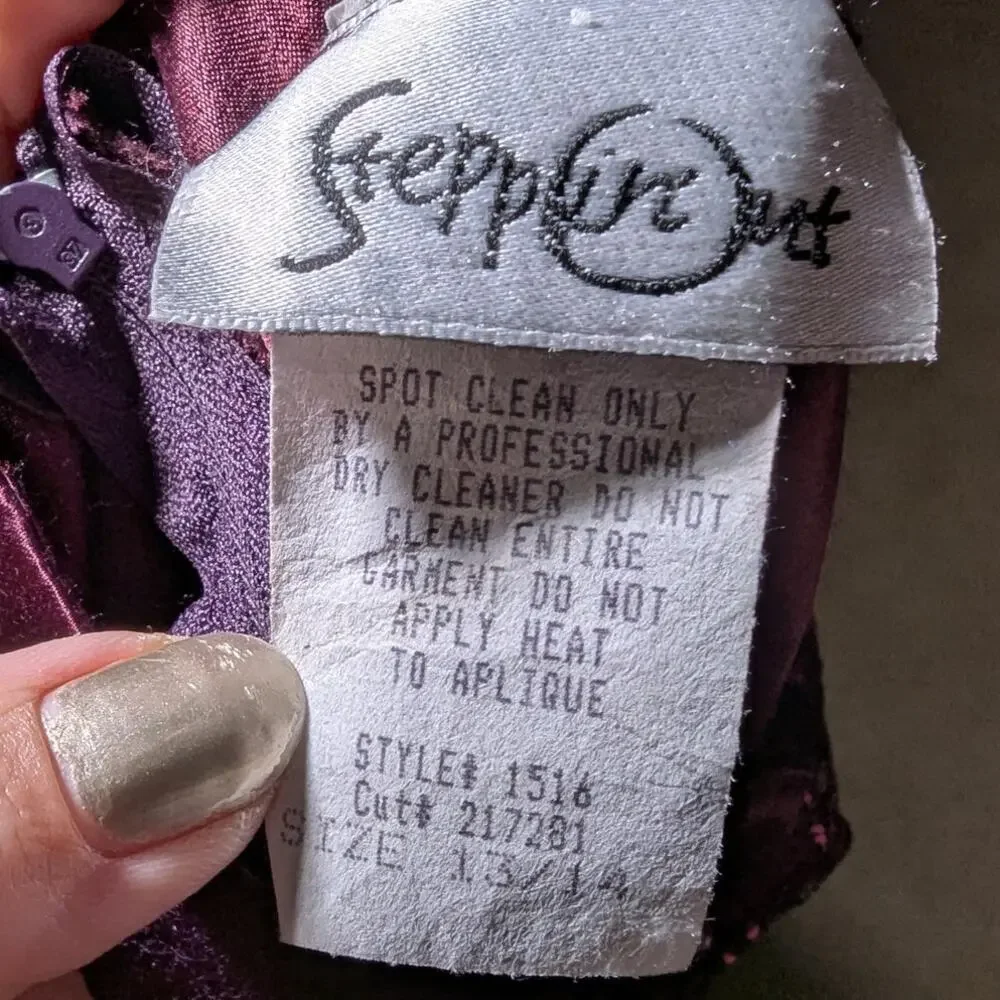 Steppin Out
SPOT CLEAN ONLY
BY A PROFESSIONAL
DRY CLEANER DO NOT
CLEAN ENTIRE
GARMENT DO NOT
APPLY HEAT
TO APLIQUE
STYLE# 1516
Cut# 217281
SIZE 13/14